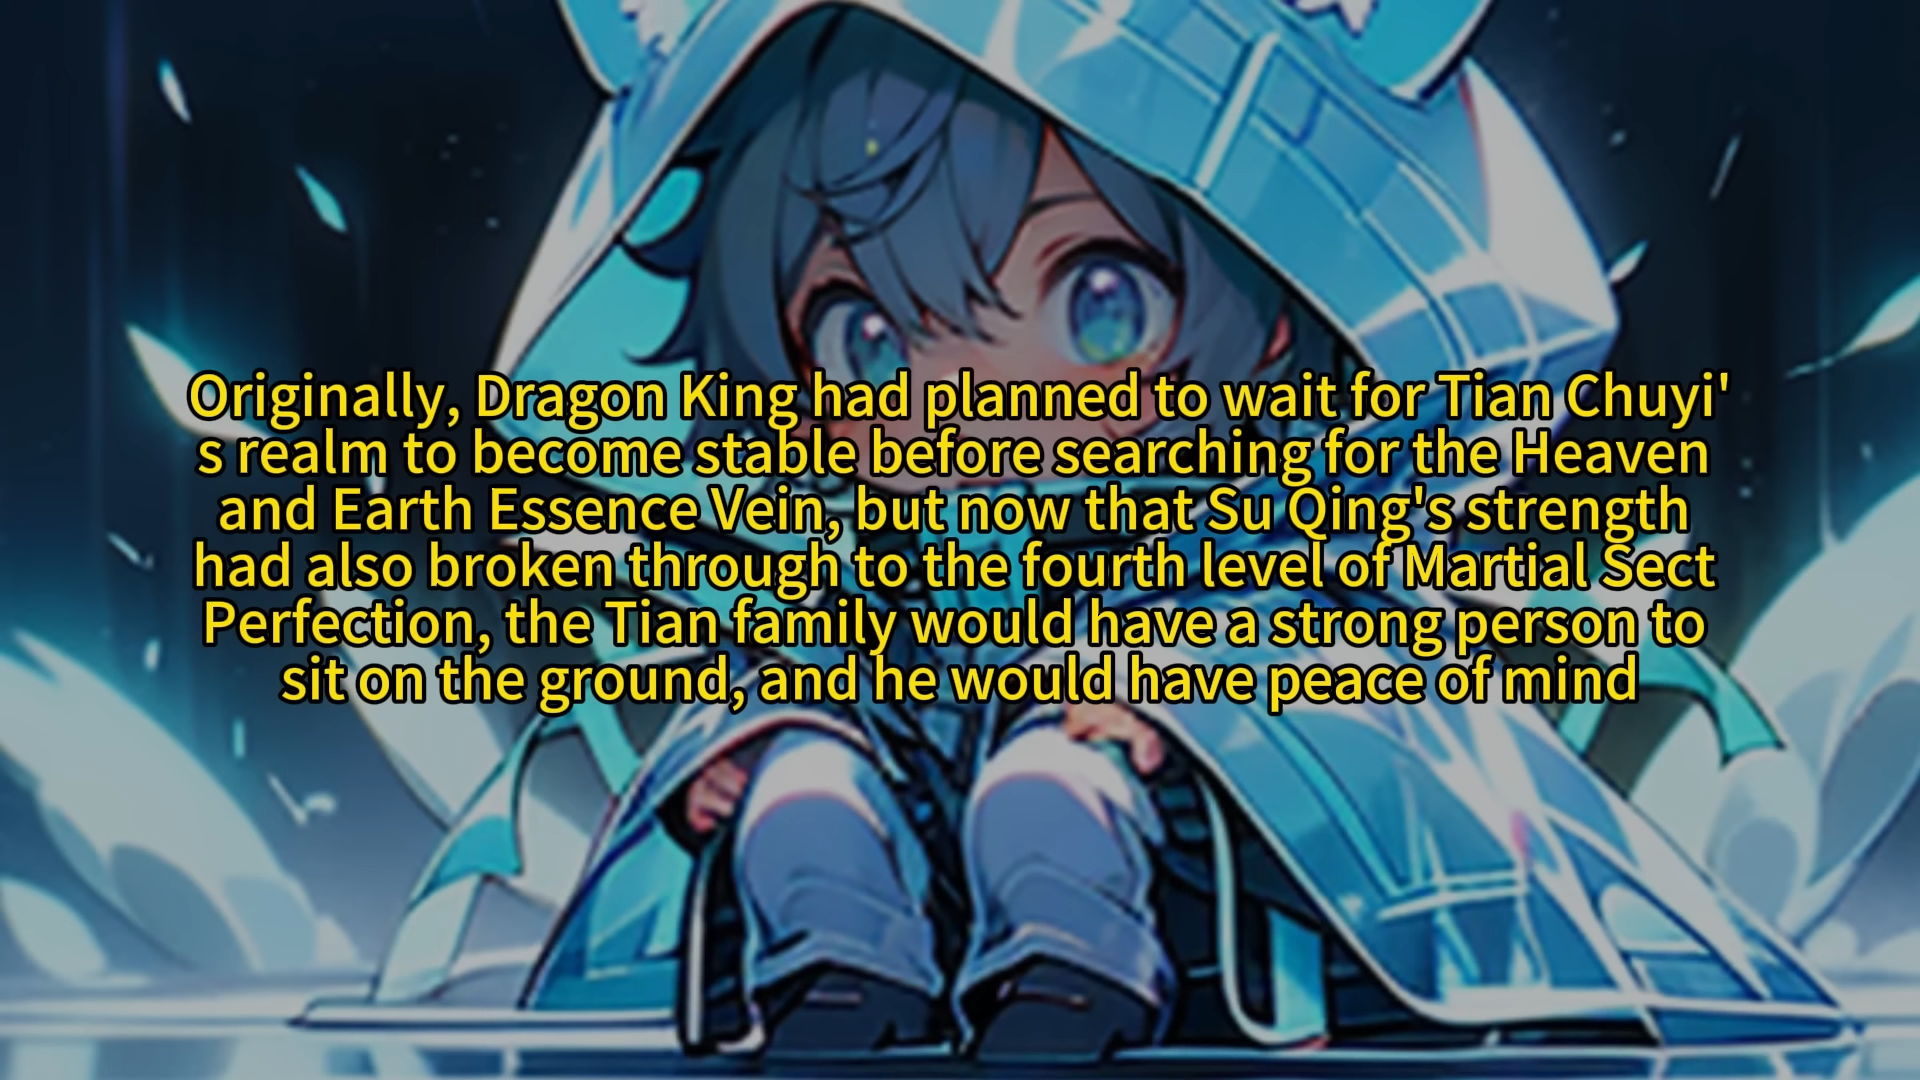 Originally, Dragon King had planned to wait for Tian Chuyi'
s realm to become stable before searching for the Heaven
and Earth Essence Vein, but now that Su Qing's strength
had also broken through to the fourth level of Martial Sect
Perfection, the Tian family would have a strong person to
sit on the ground, and he would have peace of mind